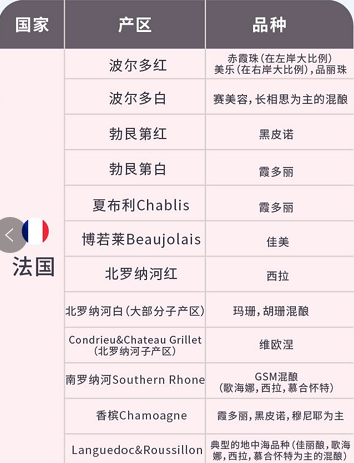 国家 产区 品种
波尔多红 赤霞珠（在左岸大比例）
美乐（在右岸大比例），品丽珠
波尔多白 赛美容，长相思为主的混酿
勃艮第红 黑皮诺
勃艮第白 霞多丽
夏布利Chablis 霞多丽
博若莱Beaujolais 佳美
法国
北罗纳河红 西拉
北罗纳河白（大部分子产区） 玛珊，胡珊混酿
Condrieu&Chateau Grillet
（北罗纳河子产区） 维欧涅
南罗纳河Southern Rhone GSM混酿
（歌海娜，西拉，慕合怀特）
香槟Chamoagne 霞多丽，黑皮诺，穆尼耶为主
Languedoc&Roussillon 典型的地中海品种（佳丽酿，歌海
娜，西拉，慕合怀特为主的混酿）